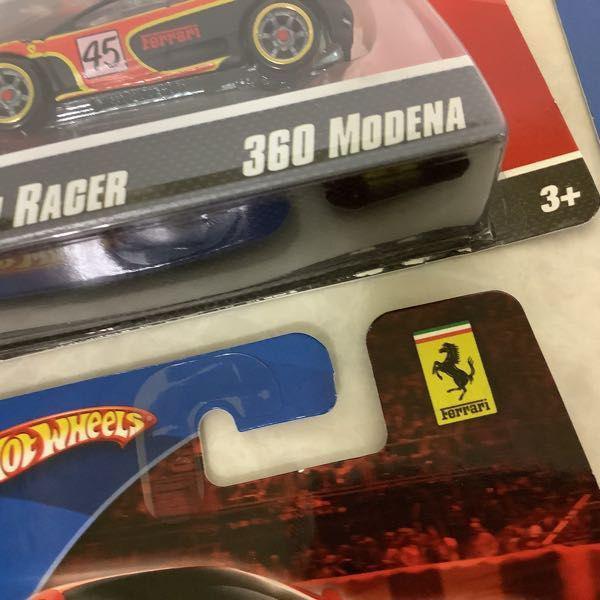 45
Ferrari
360 MODENA
RACER
3+
HOT WHEELS
Ferrari